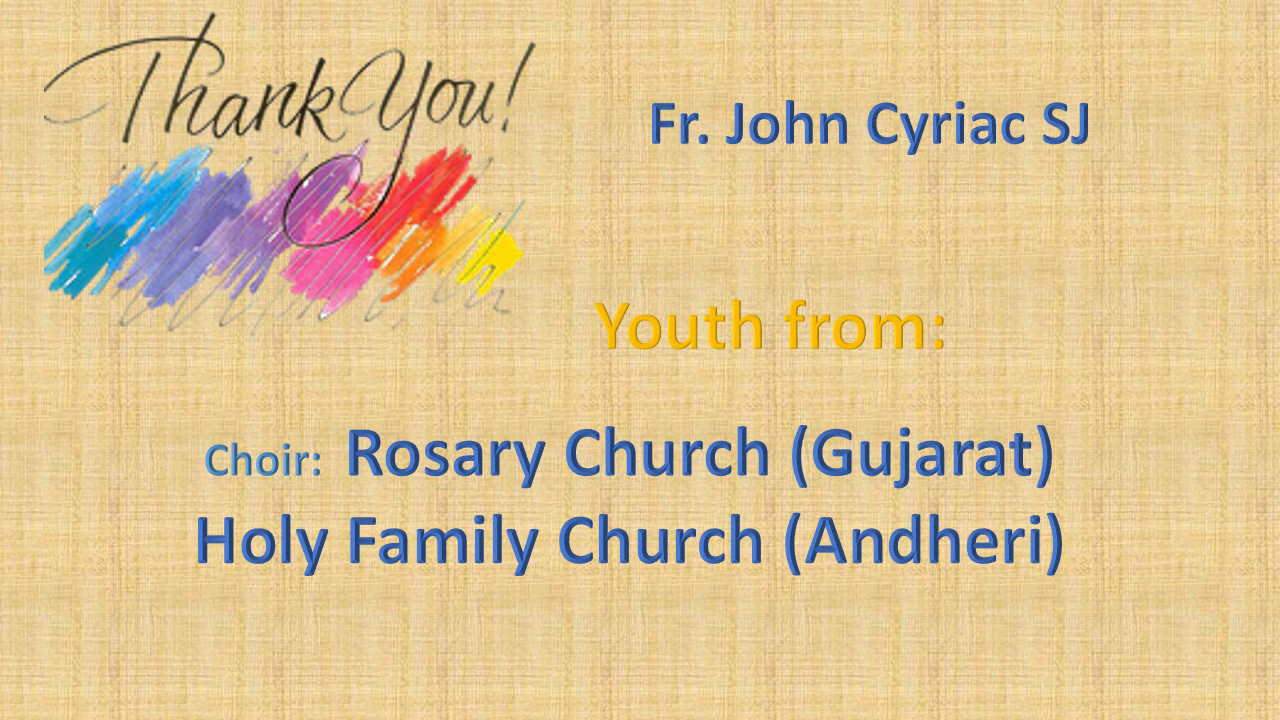 Thank You!
Fr. John Cyriac SJ
Youth from:
Choir: Rosary Church (Gujarat)
Holy Family Church (Andheri)